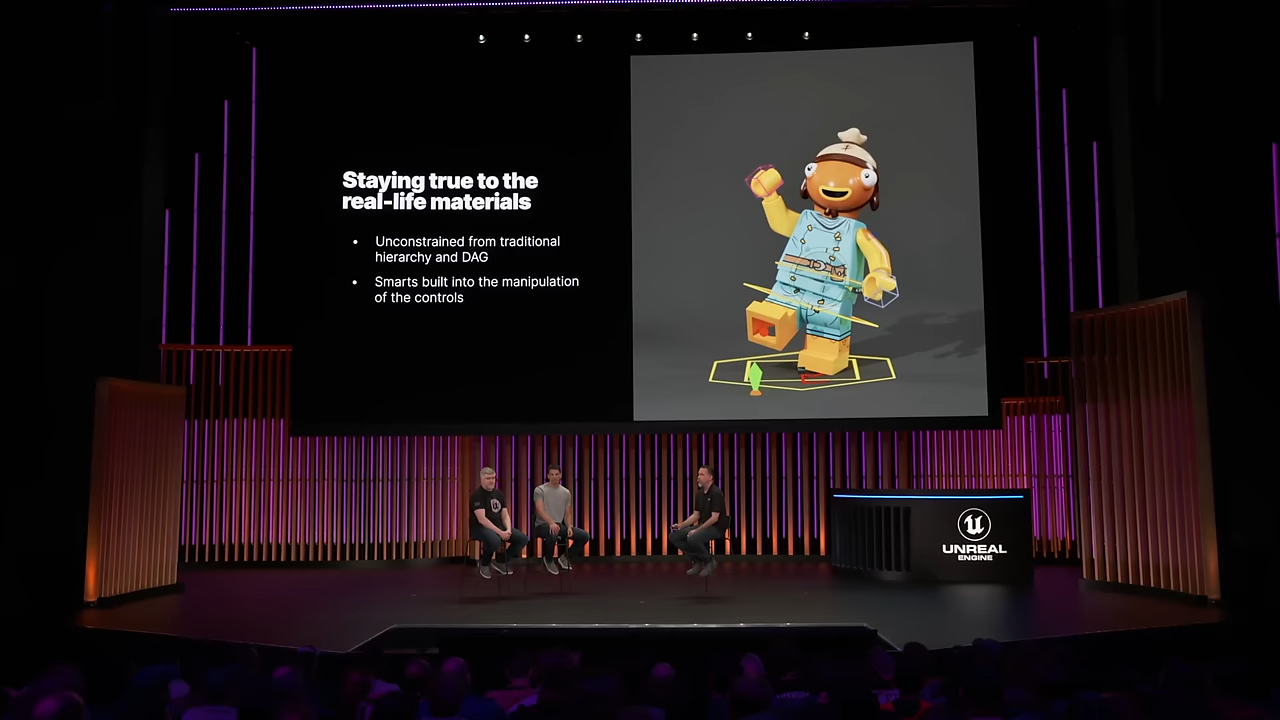 Staying true to the
real-life materials
• Unconstrained from traditional
hierarchy and DAG
• Smarts built into the manipulation
of the controls
UNREAL
ENGINE